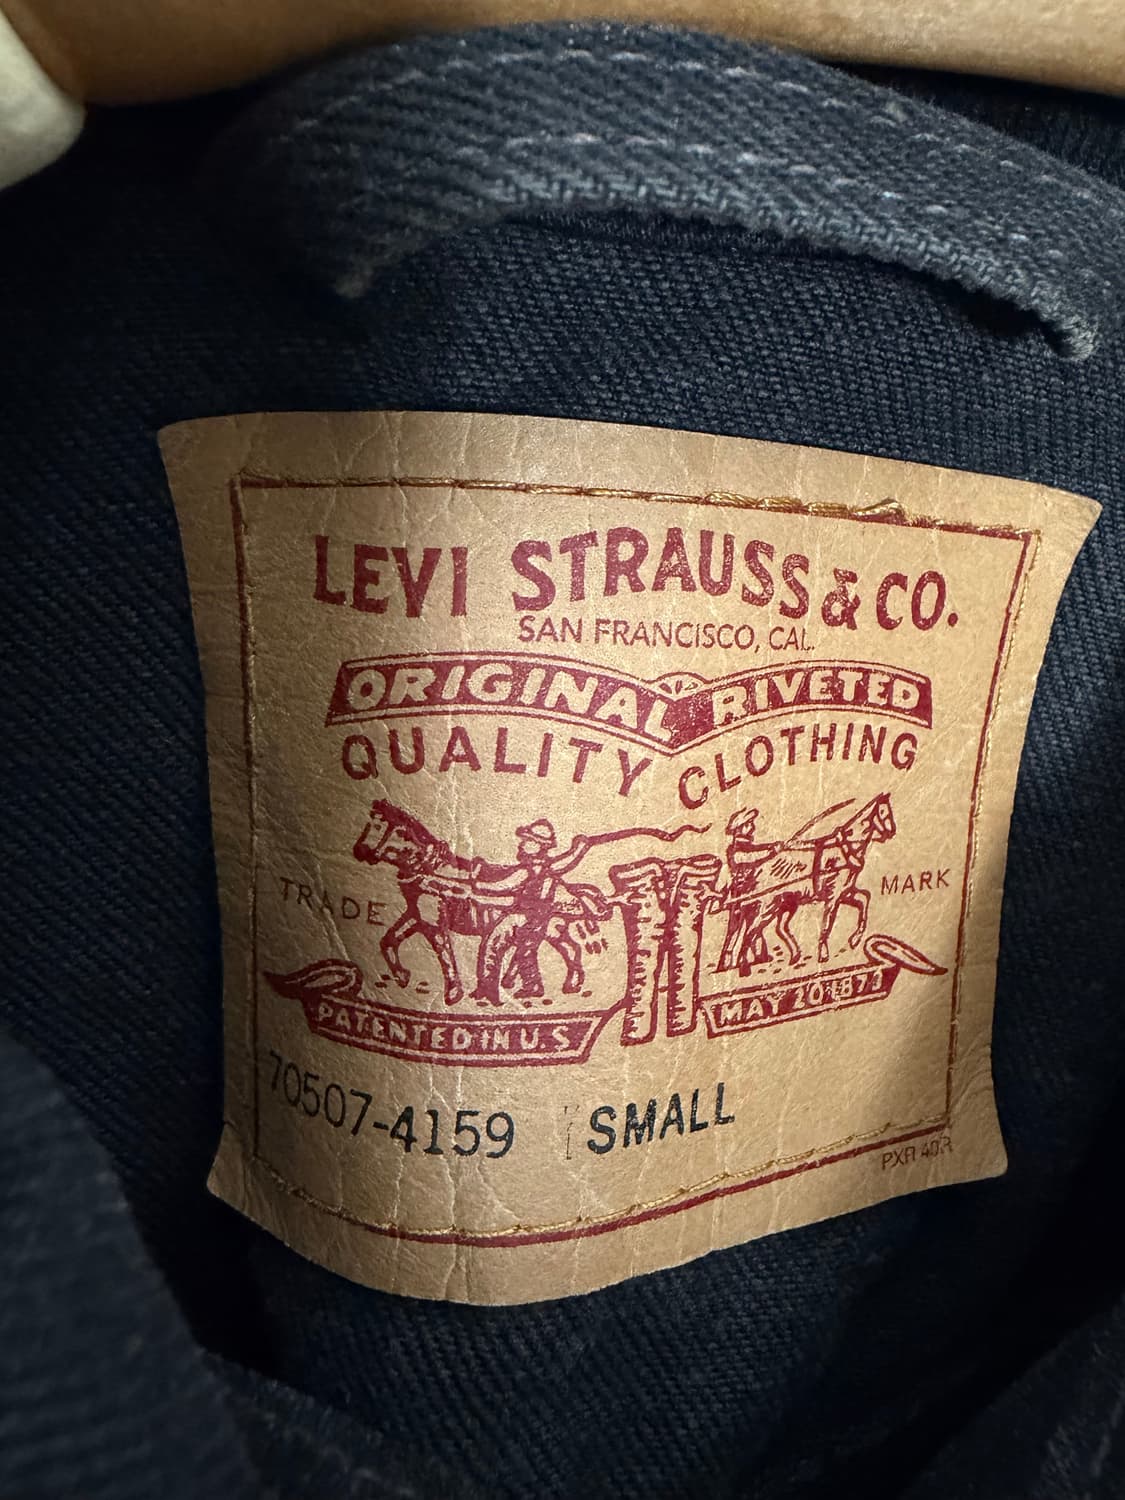 LEVI STRAUSS & CO.
SAN FRANCISCO, CAL.
ORIGINAL RIVETED
QUALITY CLOTHING
TRADE MARK
PATENTED IN U.S
MAY 20 1873
70507-4159 SMALL